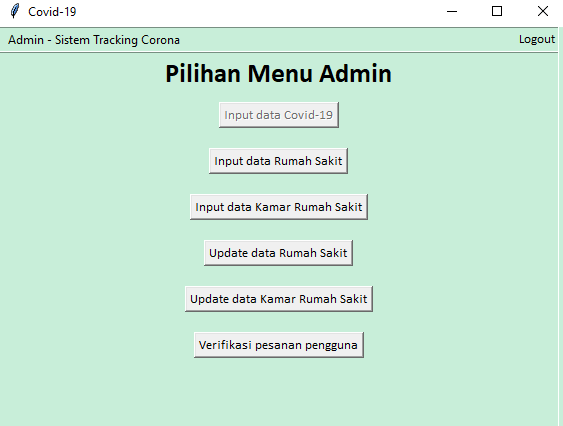 Covid-19
Admin - Sistem Tracking Corona Logout
Pilihan Menu Admin
Input data Covid-19
Input data Rumah Sakit
Input data Kamar Rumah Sakit
Update data Rumah Sakit
Update data Kamar Rumah Sakit
Verifikasi pesanan pengguna